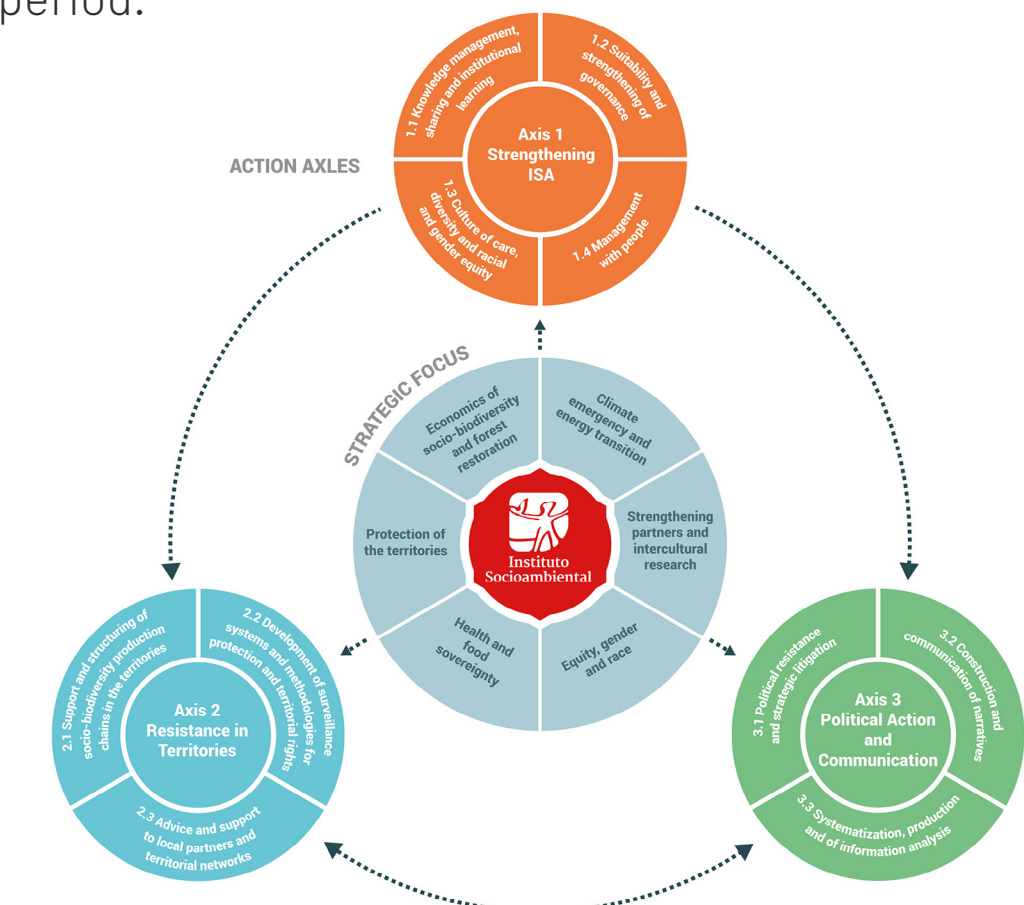 period.
1.1 Knowledge management,
sharing and institutional
learning
1.2 Suitability and
strengthening of
governance
Axis 1
Strengthening
ISA
1.3 Culture of care,
diversity and racial
and gender equity
1.4 Management
with people
ACTION AXLES
STRATEGIC FOCUS
Economics of
socio-biodiversity
and forest
restoration
Climate
emergency and
energy transition
Protection of
the territories
Strengthening
partners and
intercultural
research
Instituto
Socioambiental
Health and
food
sovereignty
Equity, gender
and race
2.1 Support and structuring of
socio-biodiversity production
chains in the territories
2.2 Development of surveillance
systems and methodologies for
protection and territorial rights
Axis 2
Resistance in
Territories
2.3 Advice and support
to local partners and
territorial networks
3.1 Political resistance
and strategic litigation
3.2 Construction and
communication of narratives
Axis 3
Political Action
and
Communication
3.3 Systematization, production
and of information analysis